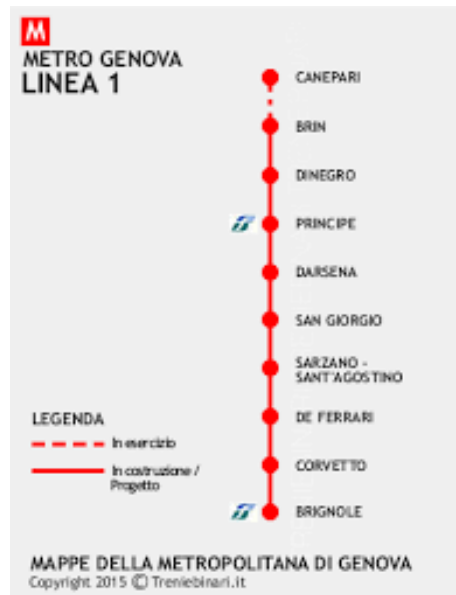 M
METRO GENOVA
LINEA 1
CANEPARI
BRIN
DINEGRO
PRINCIPE
DARSENA
SAN GIORGIO
SARZANO -
SANT'AGOSTINO
DE FERRARI
CORVETTO
BRIGNOLE
LEGENDA
In esercizio
In costruzione /
Progetto
MAPPE DELLA METROPOLITANA DI GENOVA
Copyright 2015 © Treniebinari.it